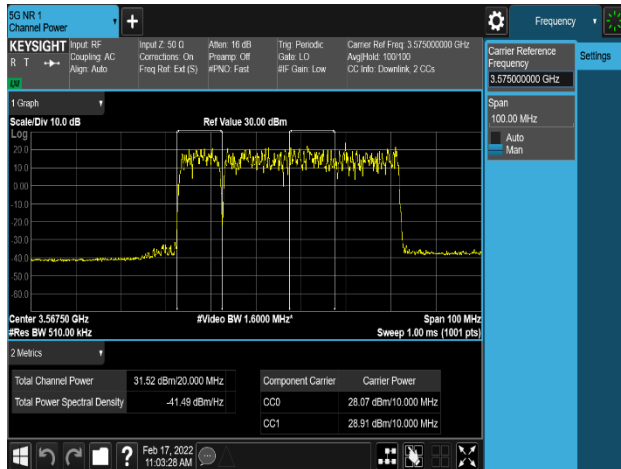 5G NR 1
Channel Power
Frequency
KEYSIGHT
R T
Input: RF
Coupling: AC
Align: Auto
Input Z: 50 Ω
Corrections: On
Freq Ref: Ext (S)
Atten: 16 dB
Preamp: Off
#PNO: Fast
Trig: Periodic
Gate: LO
#IF Gain: Low
Carrier Ref Freq: 3.575000000 GHz
Avg|Hold: 100/100
CC Info: Downlink, 2 CCs
Carrier Reference
Frequency
3.575000000 GHz
Settings
Span
100.00 MHz
Auto
Man
1 Graph
Scale/Div 10.0 dB
Ref Value 30.00 dBm
Log
20.0
10.0
0.00
-10.0
-20.0
-30.0
-40.0
-50.0
-60.0
Center 3.56750 GHz
#Video BW 1.6000 MHz*
Span 100 MHz
#Res BW 510.00 kHz
Sweep 1.00 ms (1001 pts)
2 Metrics
Total Channel Power
31.52 dBm/20.000 MHz
Total Power Spectral Density
-41.49 dBm/Hz
Component Carrier
Carrier Power
CC0
28.07 dBm/10.000 MHz
CC1
28.91 dBm/10.000 MHz
?
Feb 17, 2022
11:03:28 AM